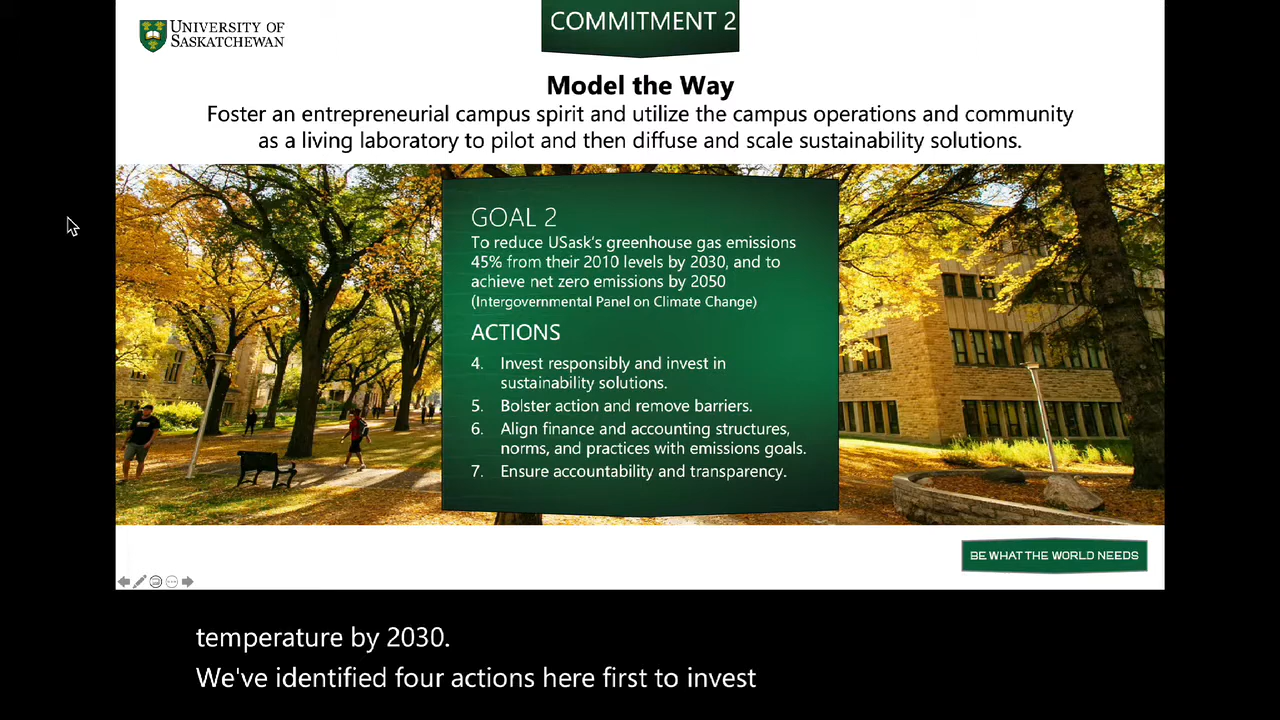 UNIVERSITY OF
SASKATCHEWAN
COMMITMENT 2
Model the Way
Foster an entrepreneurial campus spirit and utilize the campus operations and community
as a living laboratory to pilot and then diffuse and scale sustainability solutions.
GOAL 2
To reduce USask's greenhouse gas emissions
45% from their 2010 levels by 2030, and to
achieve net zero emissions by 2050
(Intergovernmental Panel on Climate Change)
ACTIONS
4. Invest responsibly and invest in
sustainability solutions.
5. Bolster action and remove barriers.
6. Align finance and accounting structures,
norms, and practices with emissions goals.
7. Ensure accountability and transparency.
BE WHAT THE WORLD NEEDS
temperature by 2030.
We've identified four actions here first to invest